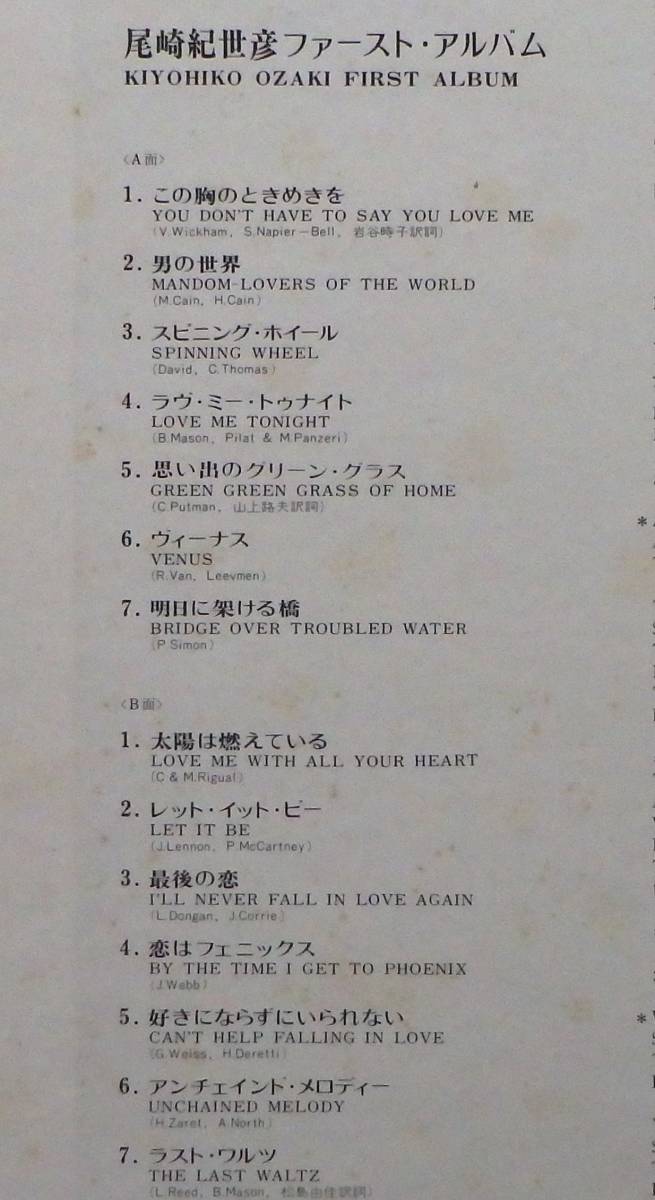 尾崎紀世彦ファースト・アルバム
KIYOHIKO OZAKI FIRST ALBUM
〈A面〉
1. この胸のときめきを
YOU DON'T HAVE TO SAY YOU LOVE ME
(V.Wickham, S.Napier-Bell, 岩谷時子訳詞)
2. 男の世界
MANDOM-LOVERS OF THE WORLD
(M.Cain, H.Cain)
3. スピニング・ホイール
SPINNING WHEEL
(David, C.Thomas)
4. ラヴ・ミー・トゥナイト
LOVE ME TONIGHT
(B.Mason, Pilat & M.Panzeri)
5. 思い出のグリーン・グラス
GREEN GREEN GRASS OF HOME
(C.Putman, 山上路夫訳詞)
6. ヴィーナス
VENUS
(R.Van, Leevmen)
7. 明日に架ける橋
BRIDGE OVER TROUBLED WATER
(P Simon)
〈B面〉
1. 太陽は燃えている
LOVE ME WITH ALL YOUR HEART
(C & M.Rigual)
2. レット・イット・ビー
LET IT BE
(J.Lennon, P.McCartney)
3. 最後の恋
I'LL NEVER FALL IN LOVE AGAIN
(L.Dongan, J.Corrie)
4. 恋はフェニックス
BY THE TIME I GET TO PHOENIX
(J.Webb)
5. 好きにならずにいられない
CAN'T HELP FALLING IN LOVE
(G.Weiss, H.Deretti)
6. アンチェインド・メロディー
UNCHAINED MELODY
(H.Zaret, A.North)
7. ラスト・ワルツ
THE LAST WALTZ
(L.Reed, B.Mason, 松島由佳訳詞)